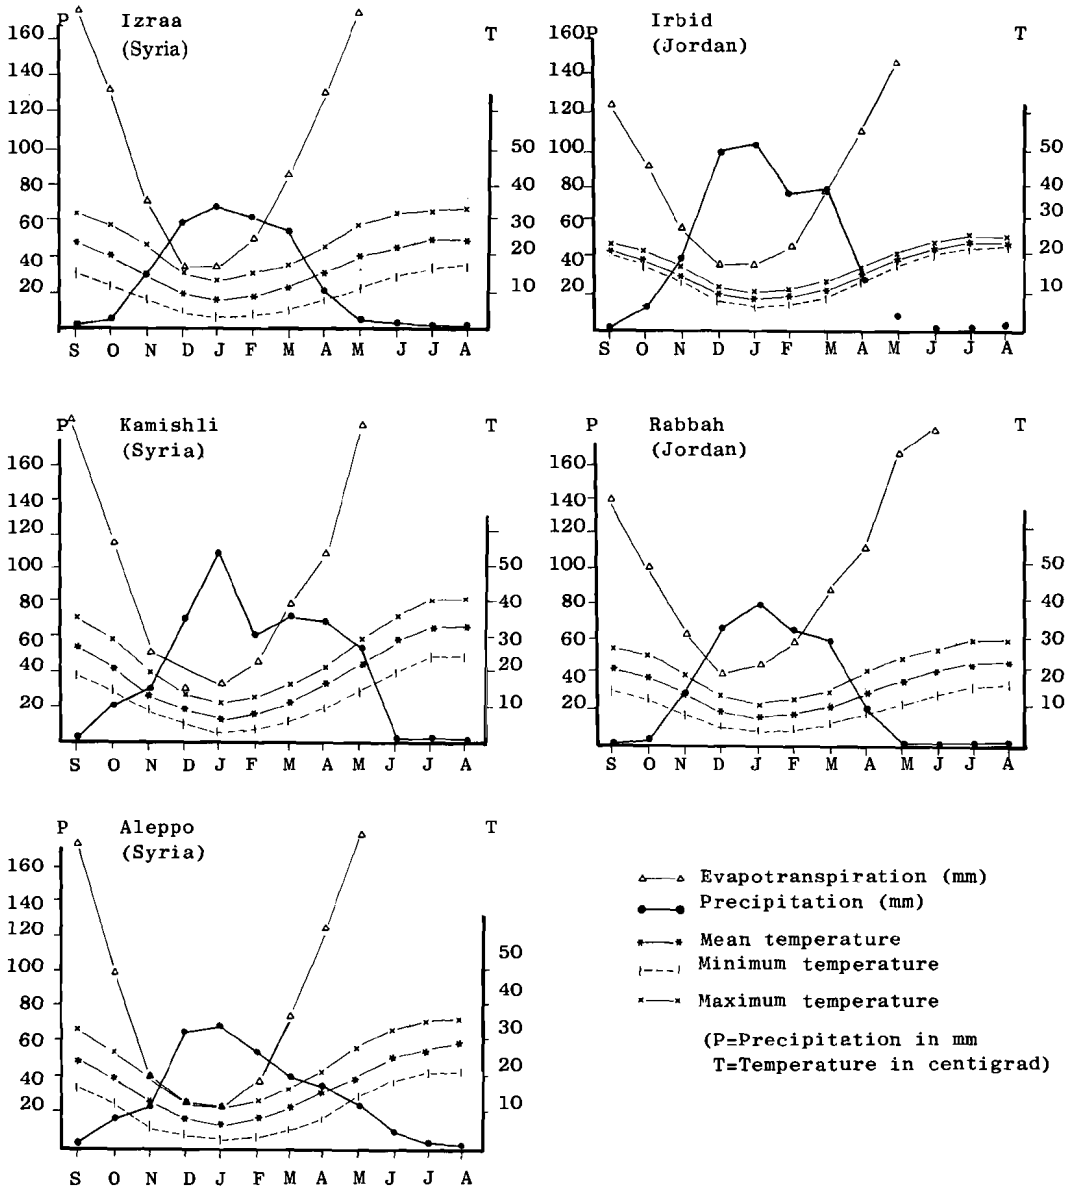 P Izraa T
(Syria)
160
140
120
100
80
60
40
20
50
40
30
20
10
S O N D J F M A M J J A
P Irbid T
(Jordan)
160
140
120
100
80
60
40
20
50
40
30
20
10
S O N D J F M A M J J A
P Kamishli T
(Syria)
160
140
120
100
80
60
40
20
50
40
30
20
10
S O N D J F M A M J J A
P Rabbah T
(Jordan)
160
140
120
100
80
60
40
20
50
40
30
20
10
S O N D J F M A M J J A
P Aleppo T
(Syria)
160
140
120
100
80
60
40
20
50
40
30
20
10
S O N D J F M A M J J A
Evapotranspiration (mm)
Precipitation (mm)
Mean temperature
Minimum temperature
Maximum temperature
(P=Precipitation in mm
T=Temperature in centigrad)